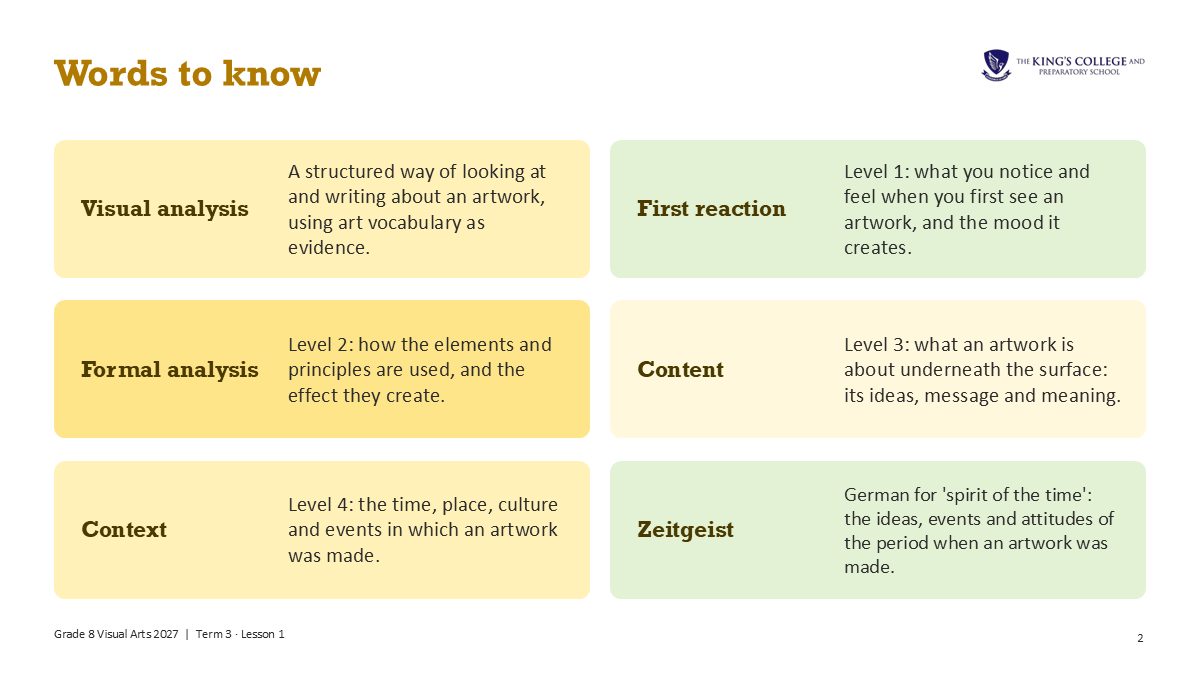 Words to know
THE KING'S COLLEGE AND
PREPARATORY SCHOOL
Visual analysis
A structured way of looking at
and writing about an artwork,
using art vocabulary as
evidence.
First reaction
Level 1: what you notice and
feel when you first see an
artwork, and the mood it
creates.
Formal analysis
Level 2: how the elements and
principles are used, and the
effect they create.
Content
Level 3: what an artwork is
about underneath the surface:
its ideas, message and meaning.
Context
Level 4: the time, place, culture
and events in which an artwork
was made.
Zeitgeist
German for 'spirit of the time':
the ideas, events and attitudes of
the period when an artwork was
made.
Grade 8 Visual Arts 2027 | Term 3 · Lesson 1
2